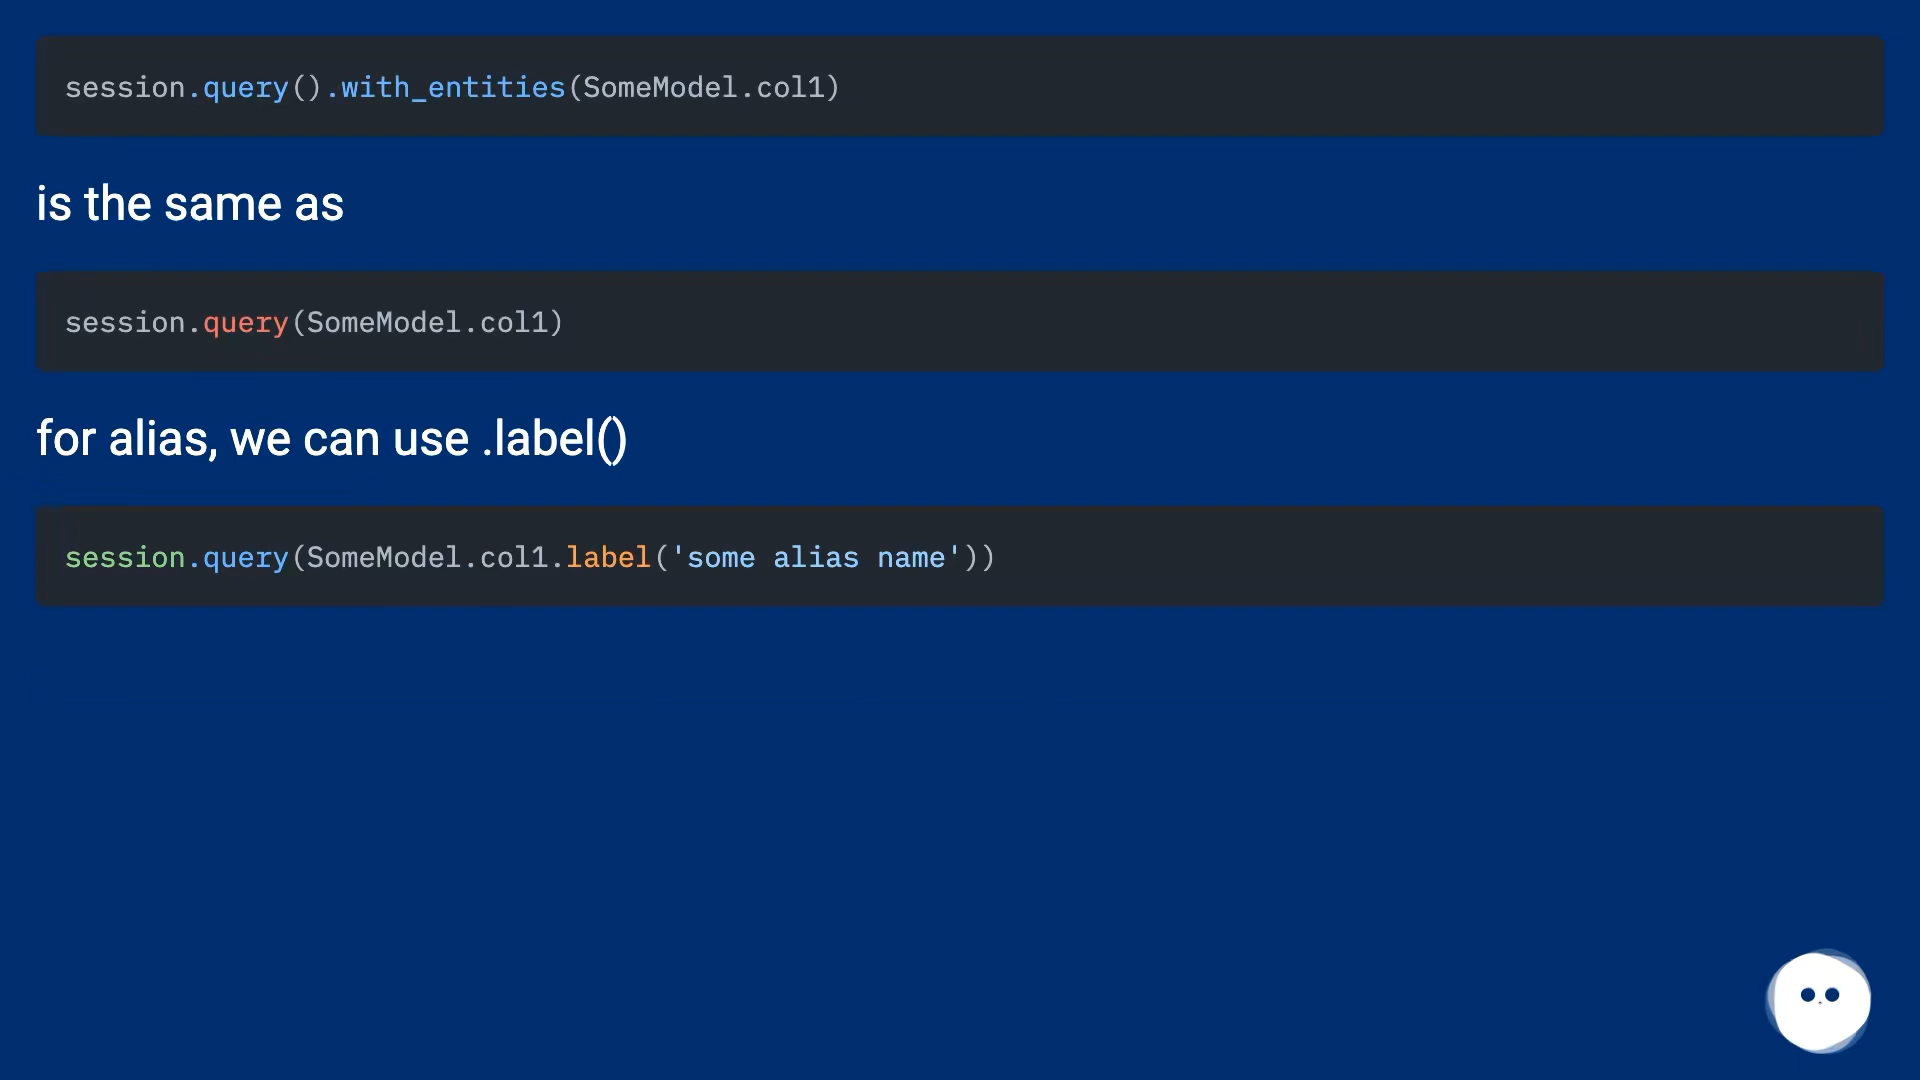 session.query().with_entities(SomeModel.col1)
is the same as
session.query(SomeModel.col1)
for alias, we can use .label()
session.query(SomeModel.col1.label('some alias name'))